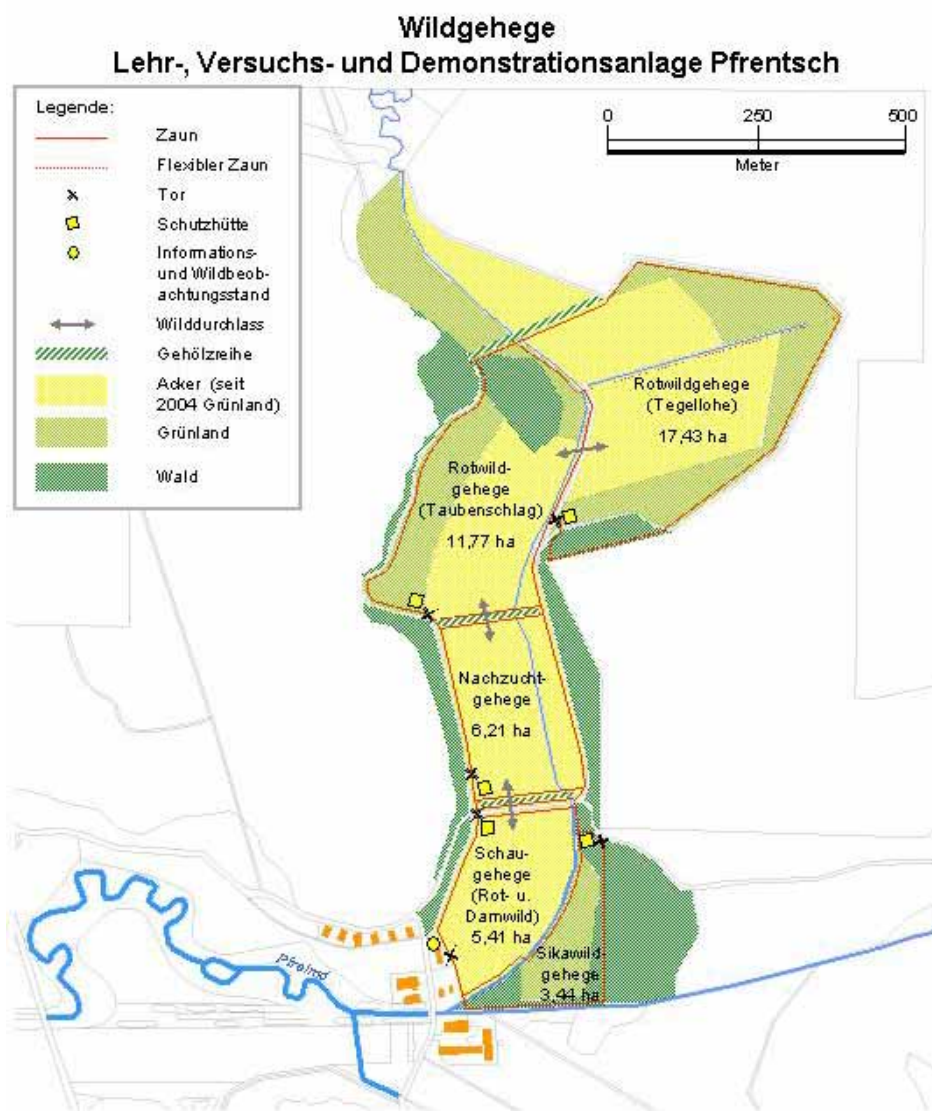 Wildgehege
Lehr-, Versuchs- und Demonstrationsanlage Pfrentsch
Legende:
Zaun
Flexibler Zaun
Tor
Schutzhütte
Informations-
und Wildbeob-
achtungsstand
Wilddurchlass
Gehölzreihe
Acker (seit
2004 Grünland)
Grünland
Wald
0 250 500
Meter
Rotwildgehege
(Tegellohe)
17,43 ha
Rotwild-
gehege
(Taubenschlag)
11,77 ha
Nachzucht-
gehege
6,21 ha
Schau-
gehege
(Rot- u.
Damwild)
5,41 ha
Sikawild
gehege
3,44 ha
Pfreimd